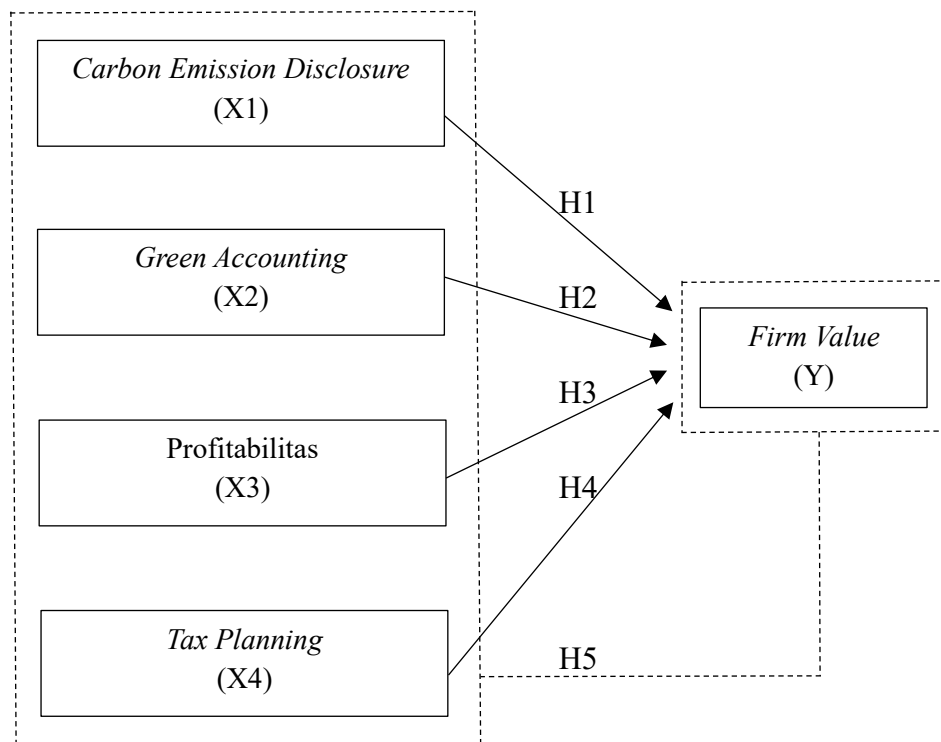 Carbon Emission Disclosure
(X1)
H1
Green Accounting
(X2)
H2
Firm Value
(Y)
H3
Profitabilitas
(X3)
H4
Tax Planning
(X4)
H5